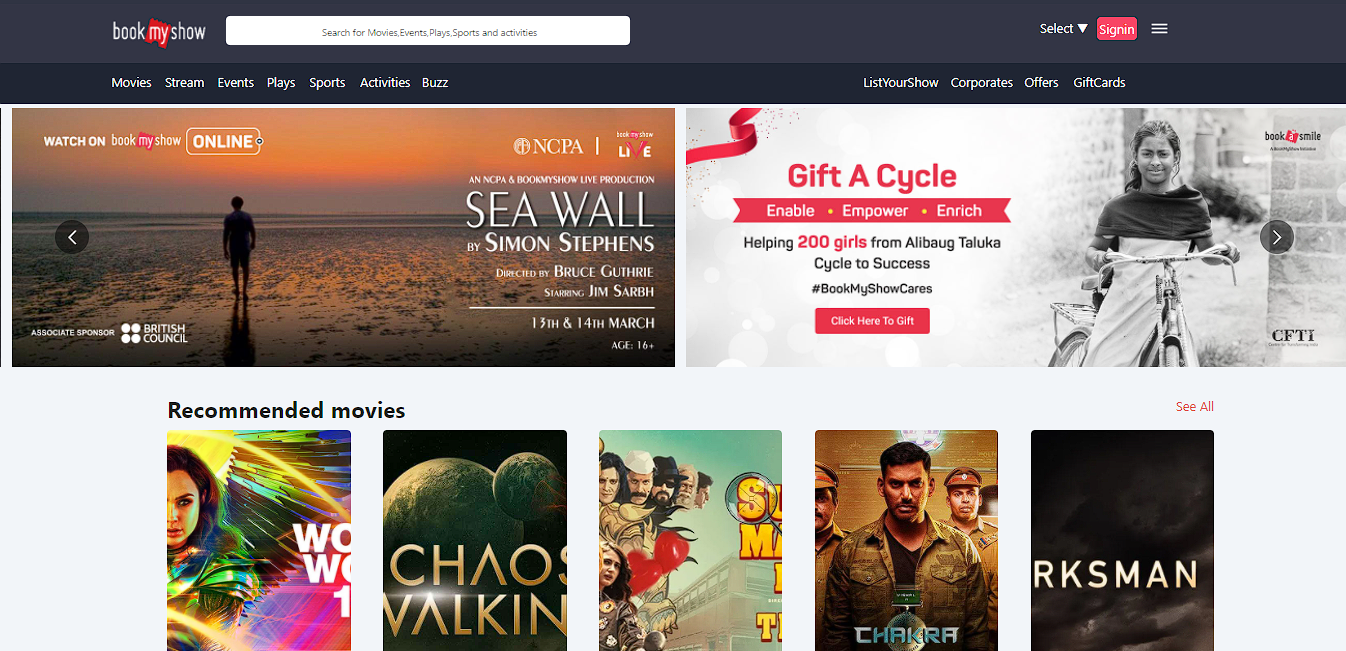 book my show
Search for Movies,Events,Plays,Sports and activities
Select ▼
Signin
Movies Stream Events Plays Sports Activities Buzz
ListYourShow Corporates Offers GiftCards
WATCH ON book my show ONLINE
NCPA | book my show LIVE
AN NCPA & BOOKMYSHOW LIVE PRODUCTION
SEA WALL
BY SIMON STEPHENS
DIRECTED BY BRUCE GUTHRIE
STARRING JIM SARBH
13TH & 14TH MARCH
AGE: 16+
ASSOCIATE SPONSOR
BRITISH
COUNCIL
book a smile
A BookMyShow Initiative
Gift A Cycle
Enable • Empower • Enrich
Helping 200 girls from Alibaug Taluka
Cycle to Success
#BookMyShowCares
Click Here To Gift
CFTI
Recommended movies
See All
WO
WO
1
CHAOS
WALKIN
CHAKRA
RKSMAN